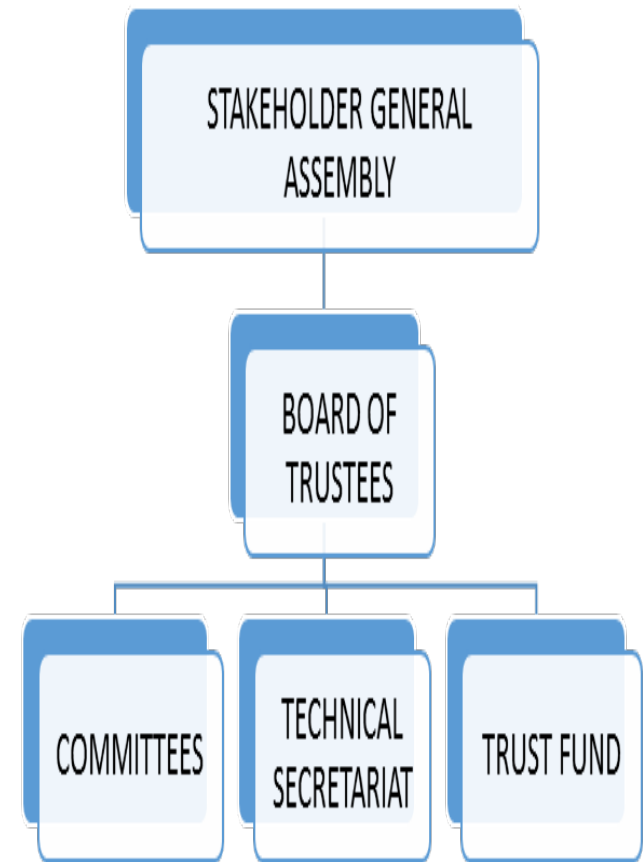 STAKEHOLDER GENERAL
ASSEMBLY
BOARD OF
TRUSTEES
COMMITTEES
TECHNICAL
SECRETARIAT
TRUST FUND